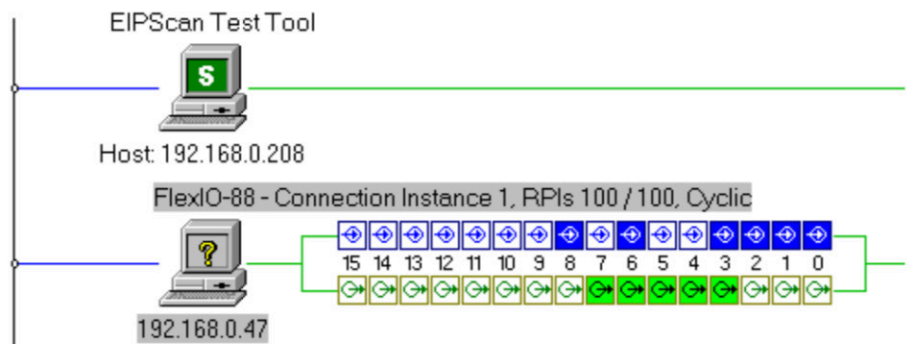 EIPScan Test Tool
S
Host: 192.168.0.208
FlexIO-88 - Connection Instance 1, RPIs 100 / 100, Cyclic
?
15 14 13 12 11 10 9 8 7 6 5 4 3 2 1 0
192.168.0.47